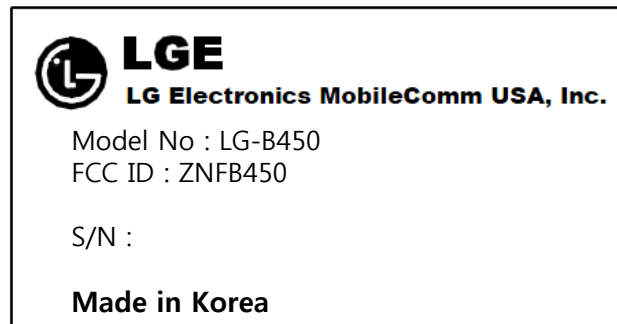 LGE
LG Electronics MobileComm USA, Inc.
Model No : LG-B450
FCC ID : ZNFB450
S/N :
Made in Korea